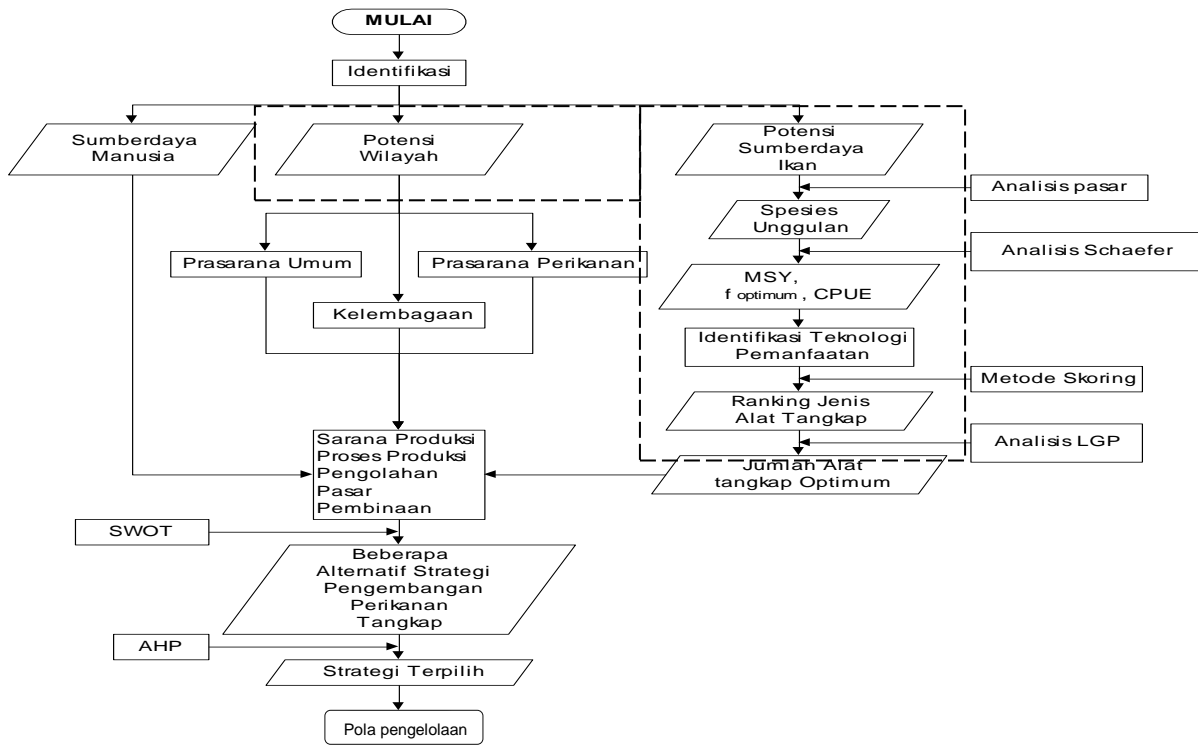 MULAI
Identifikasi
Sumberdaya
Manusia
Potensi
Wilayah
Potensi
Sumberdaya
Ikan
Analisis pasar
Spesies
Unggulan
Analisis Schaefer
Prasarana Umum
Prasarana Perikanan
MSY,
f optimum , CPUE
Kelembagaan
Identifikasi Teknologi
Pemanfaatan
Metode Skoring
Ranking Jenis
Alat Tangkap
Analisis LGP
Sarana Produksi
Proses Produksi
Pengolahan
Pasar
Pembinaan
Jumlah Alat
tangkap Optimum
SWOT
Beberapa
Alternatif Strategi
Pengembangan
Perikanan
Tangkap
AHP
Strategi Terpilih
Pola pengelolaan